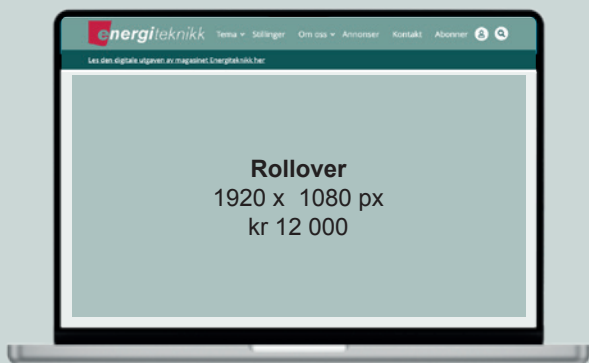 energiteknikk Tema Stillinger Om oss Annonser Kontakt Abonner
Les den digitale utgaven av magasinet Energiteknikk her
Rollover
1920 x 1080 px
kr 12 000